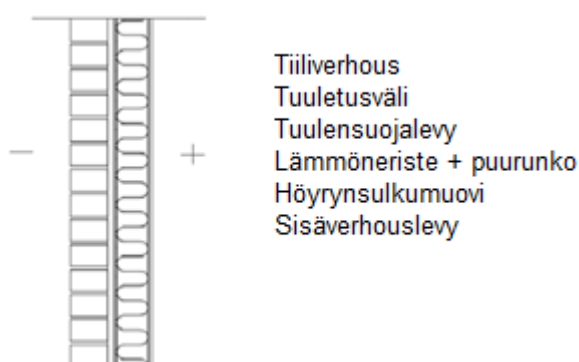 Tiiliverhous
Tuuletusväli
Tuulensuojalevy
Lämmöneriste + puurunko
Höyrynsulkumuovi
Sisäverhouslevy
− +